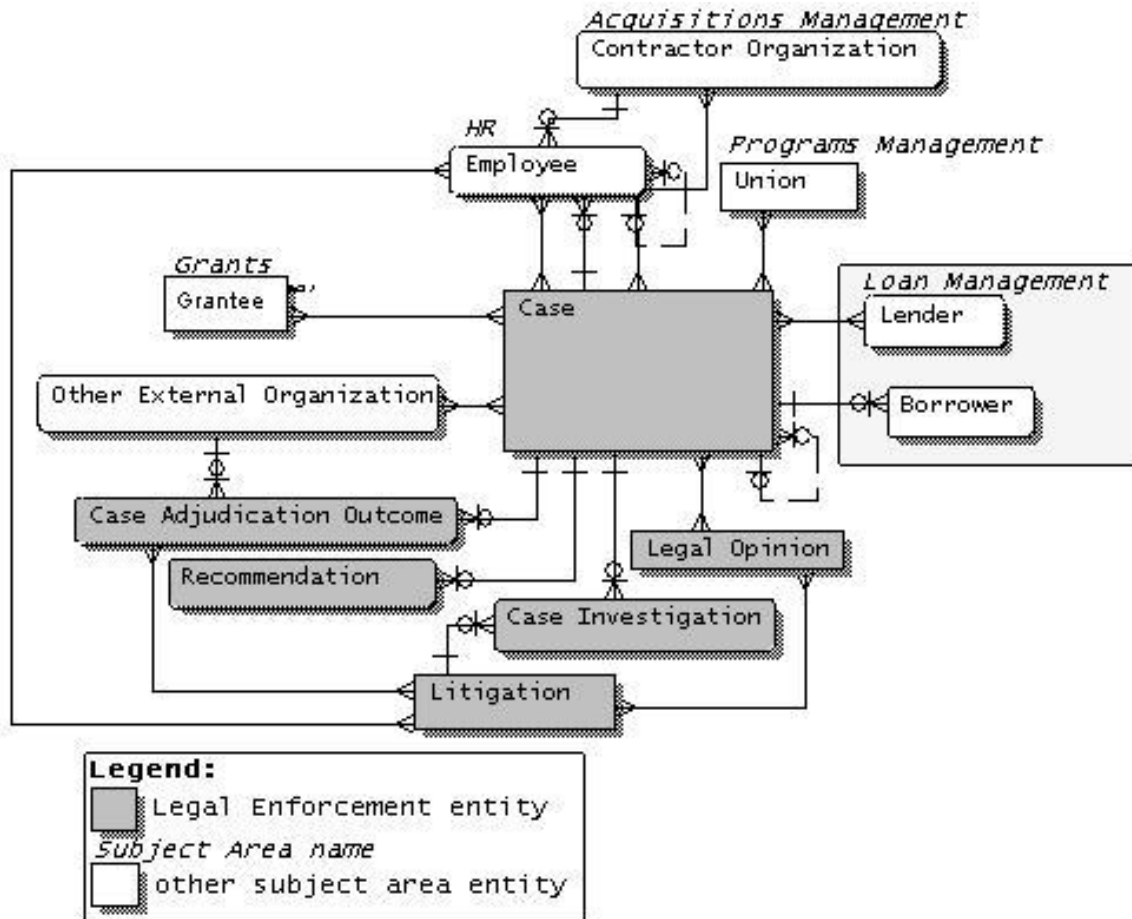 Acquisitions Management
Contractor Organization
HR
Employee
Programs Management
Union
Grants
Grantee
Case
Loan Management
Lender
Other External Organization
Borrower
Case Adjudication Outcome
Legal Opinion
Recommendation
Case Investigation
Litigation
Legend:
Legal Enforcement entity
Subject Area name
other subject area entity